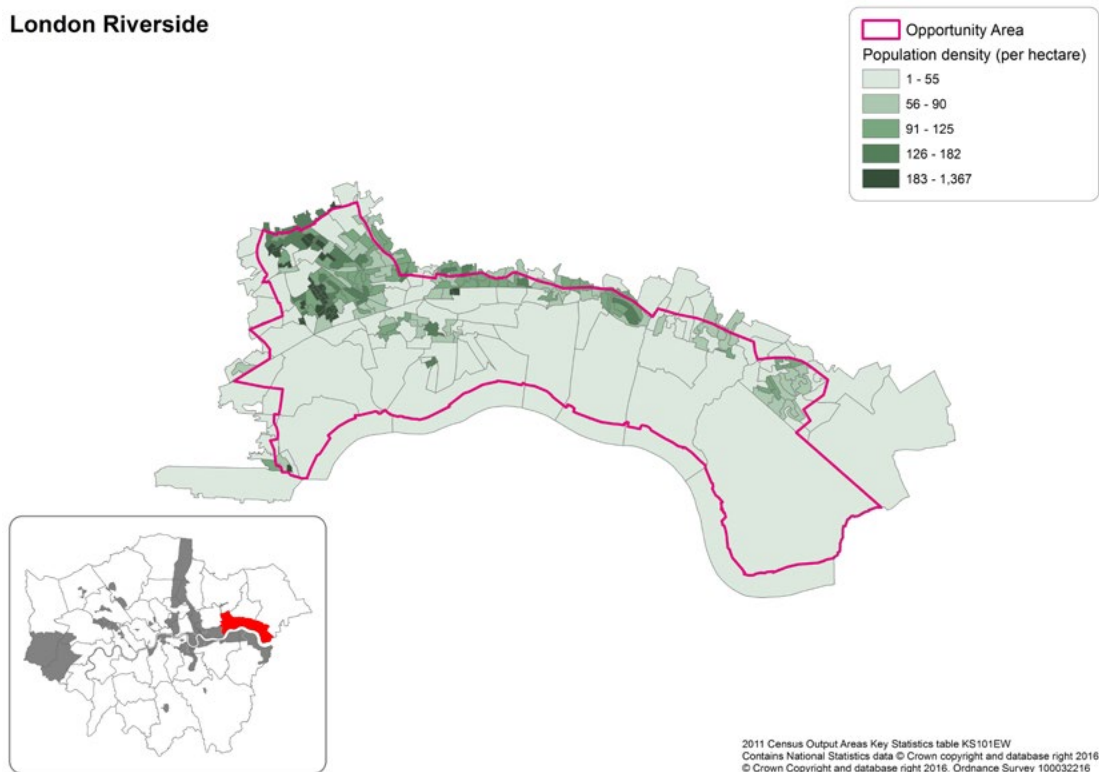 London Riverside
Opportunity Area
Population density (per hectare)
1 - 55
56 - 90
91 - 125
126 - 182
183 - 1,367
2011 Census Output Areas Key Statistics table KS101EW
Contains National Statistics data © Crown copyright and database right 2016
© Crown Copyright and database right 2016. Ordnance Survey 100032216